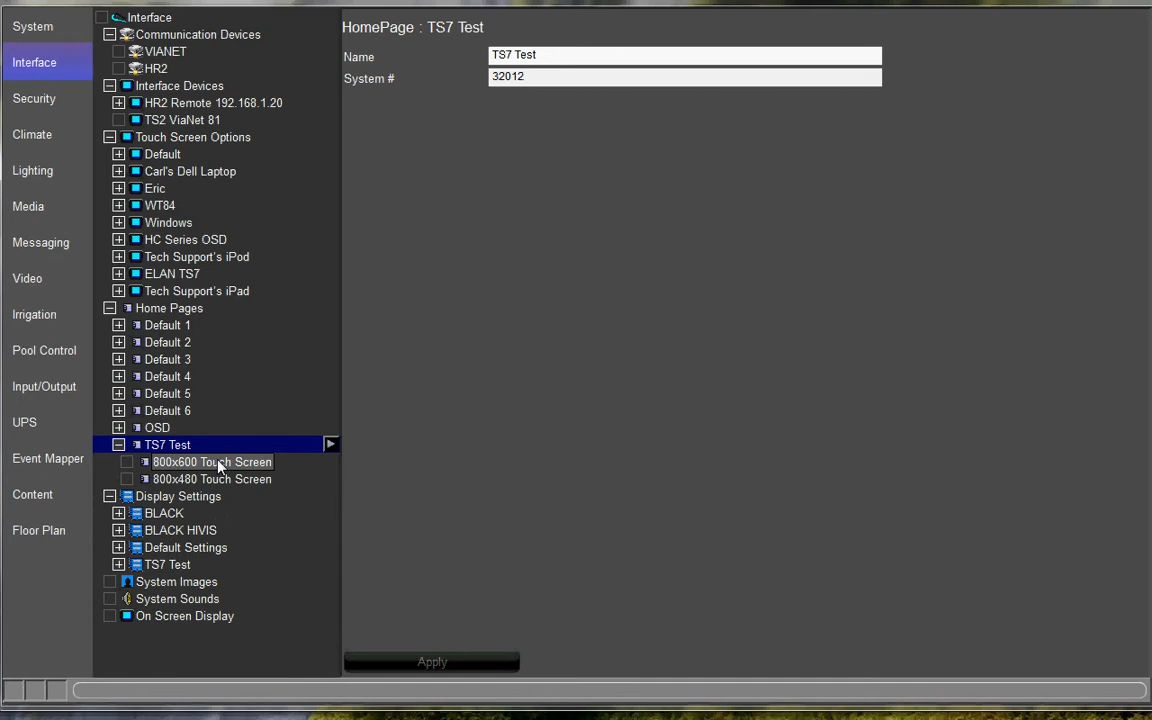 System
Interface
Security
Climate
Lighting
Media
Messaging
Video
Irrigation
Pool Control
Input/Output
UPS
Event Mapper
Content
Floor Plan
Interface
Communication Devices
VIANET
HR2
Interface Devices
HR2 Remote 192.168.1.20
TS2 ViaNet 81
Touch Screen Options
Default
Carl's Dell Laptop
Eric
WT84
Windows
HC Series OSD
Tech Support's iPod
ELAN TS7
Tech Support's iPad
Home Pages
Default 1
Default 2
Default 3
Default 4
Default 5
Default 6
OSD
TS7 Test
800x600 Touch Screen
800x480 Touch Screen
Display Settings
BLACK
BLACK HIVIS
Default Settings
TS7 Test
System Images
System Sounds
On Screen Display
HomePage : TS7 Test
Name TS7 Test
System # 32012
Apply